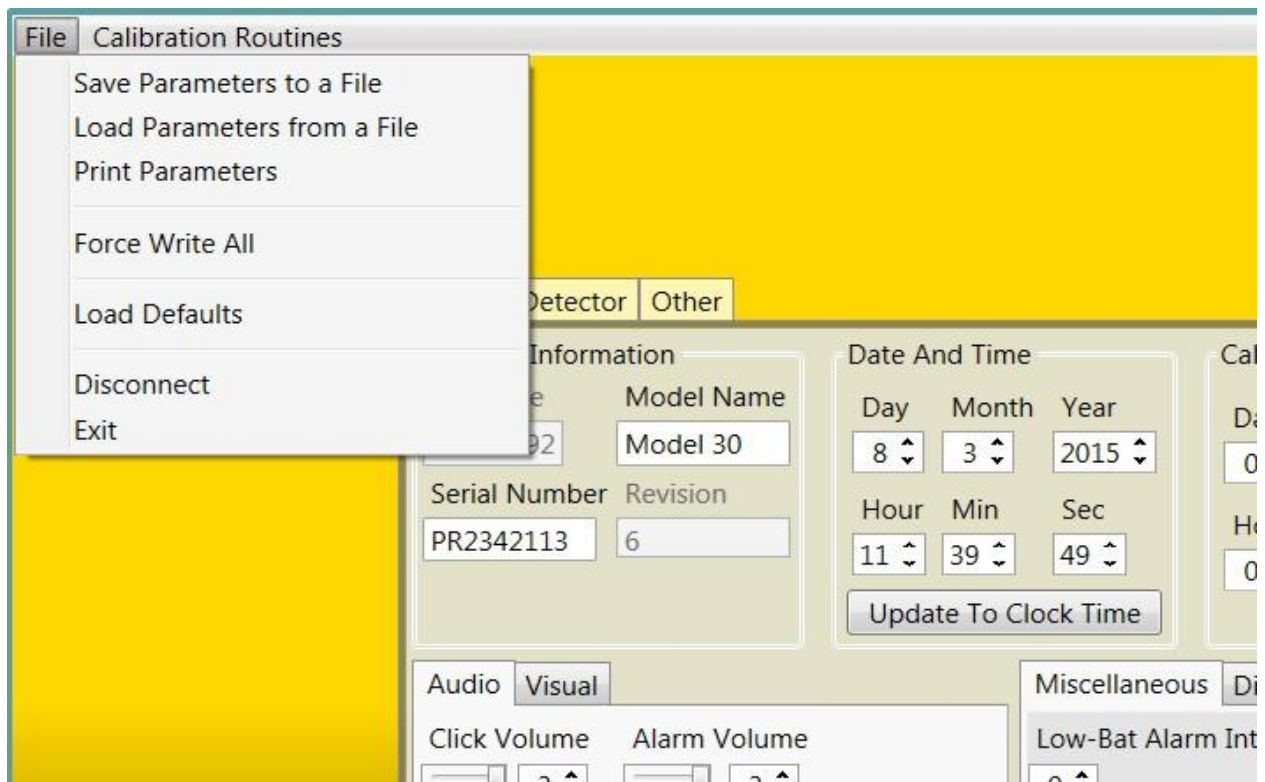 File Calibration Routines
Save Parameters to a File
Load Parameters from a File
Print Parameters
Force Write All
Load Defaults
Disconnect
Exit
Detector Other
Information
Model Name
92 Model 30
Serial Number Revision
PR2342113 6
Date And Time
Day Month Year
8 3 2015
Hour Min Sec
11 39 49
Update To Clock Time
Audio Visual
Click Volume Alarm Volume
Miscellaneous
Low-Bat Alarm